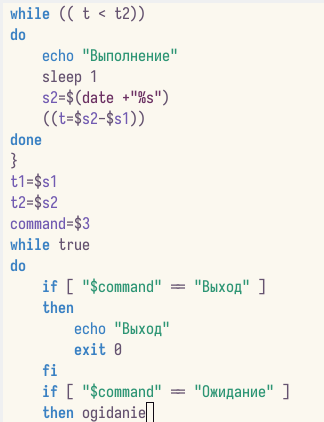 while (( t < t2))
do
    echo "Выполнение"
    sleep 1
    s2=$(date +"%s")
    ((t=$s2-$s1))
done
}
t1=$s1
t2=$s2
command=$3
while true
do
    if [ "$command" == "Выход" ]
    then
        echo "Выход"
        exit 0
    fi
    if [ "$command" == "Ожидание" ]
    then ogidanie